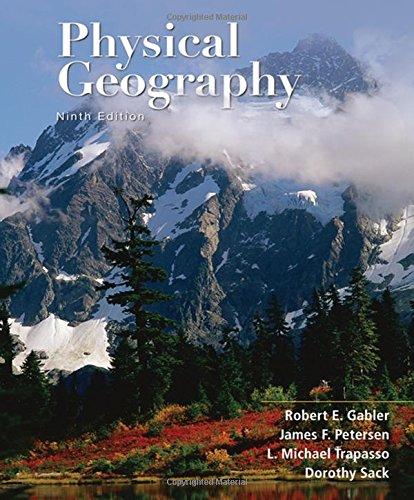 Copyrighted Material
Physical
Geography
Ninth Edition
Robert E. Gabler
James F. Petersen
L. Michael Trapasso
Dorothy Sack
Copyrighted Material